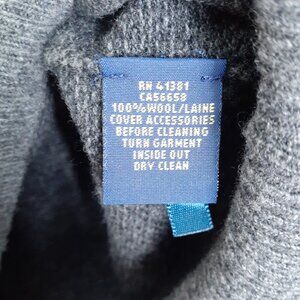 RN 41381
CA56658
100%WOOL/LAINE
COVER ACCESSORIES
BEFORE CLEANING
TURN GARMENT
INSIDE OUT
DRY CLEAN